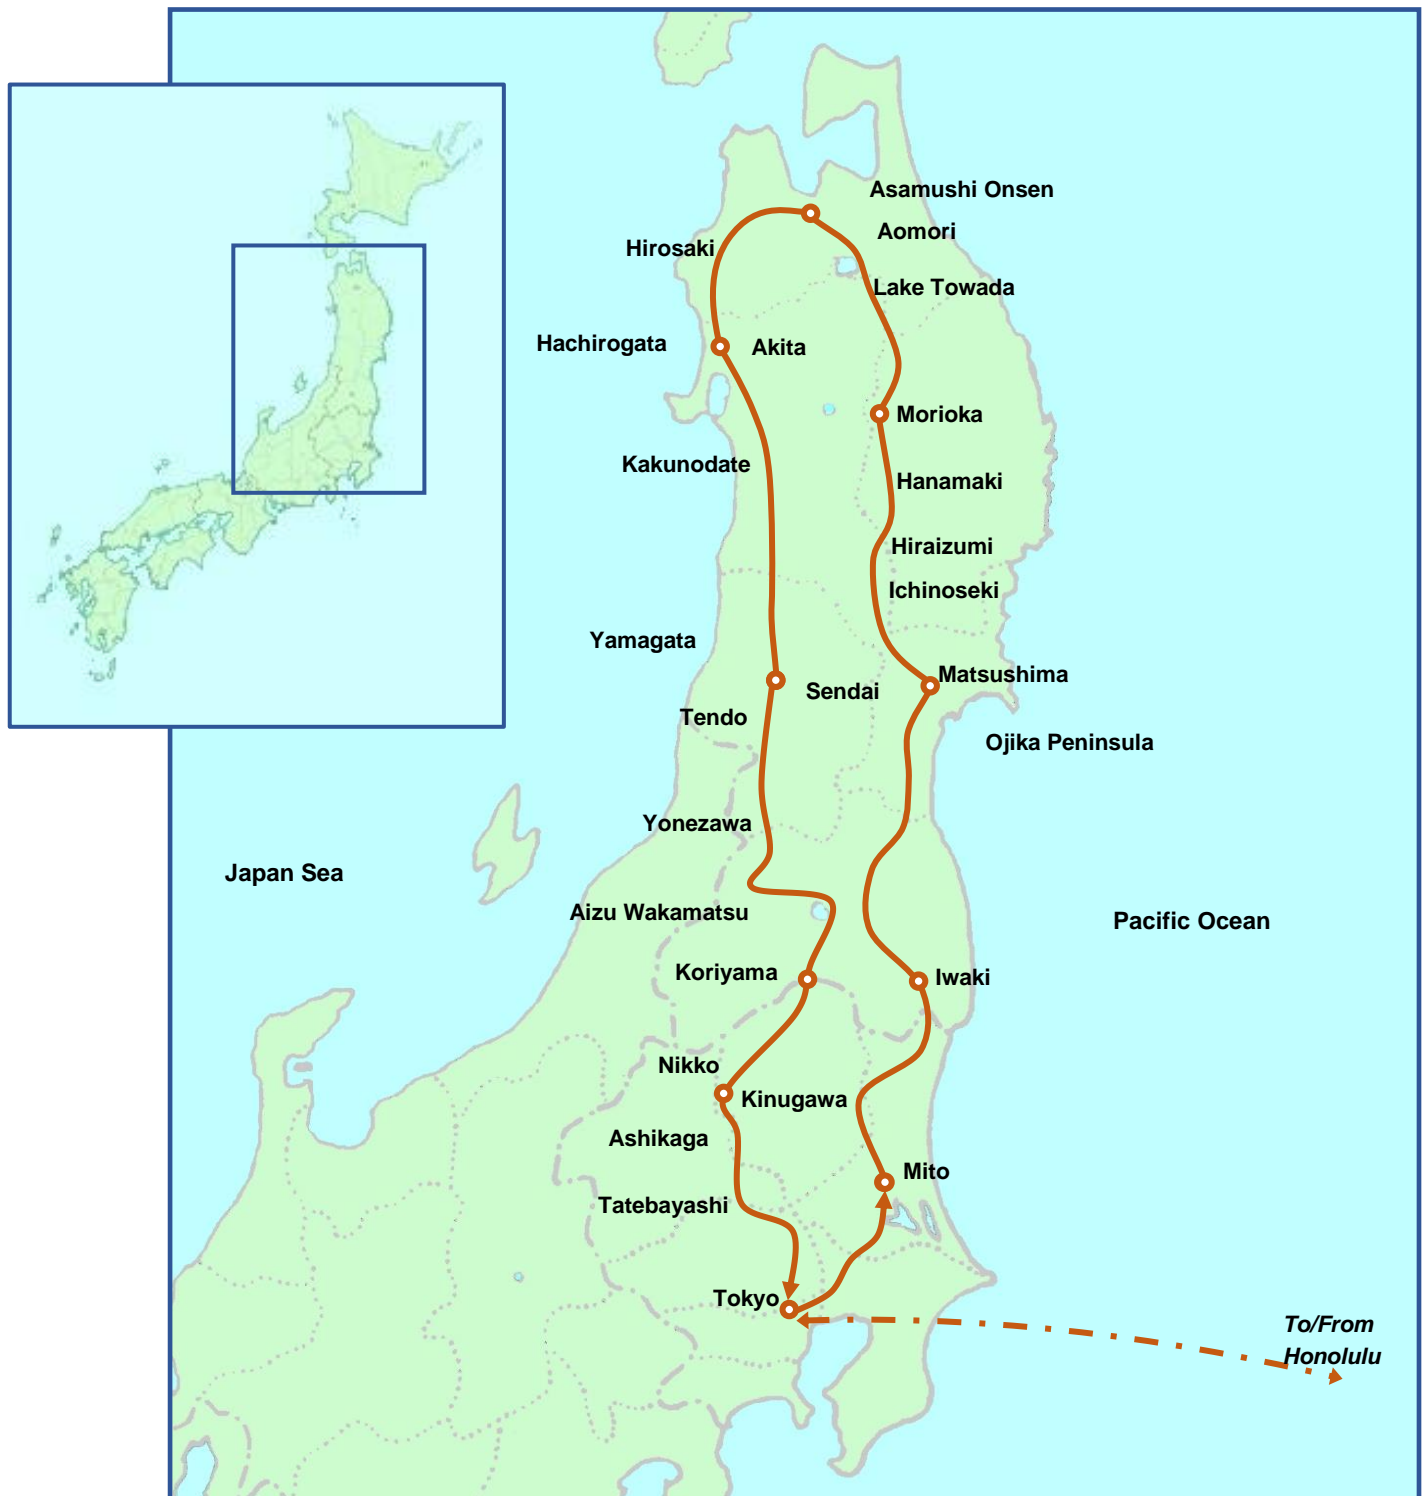 Asamushi Onsen
Aomori
Hirosaki
Lake Towada
Hachirogata
Akita
Morioka
Kakunodate
Hanamaki
Hiraizumi
Ichinoseki
Yamagata
Matsushima
Sendai
Tendo
Ojika Peninsula
Yonezawa
Japan Sea
Aizu Wakamatsu
Pacific Ocean
Koriyama
Iwaki
Nikko
Kinugawa
Ashikaga
Mito
Tatebayashi
Tokyo
To/From
Honolulu